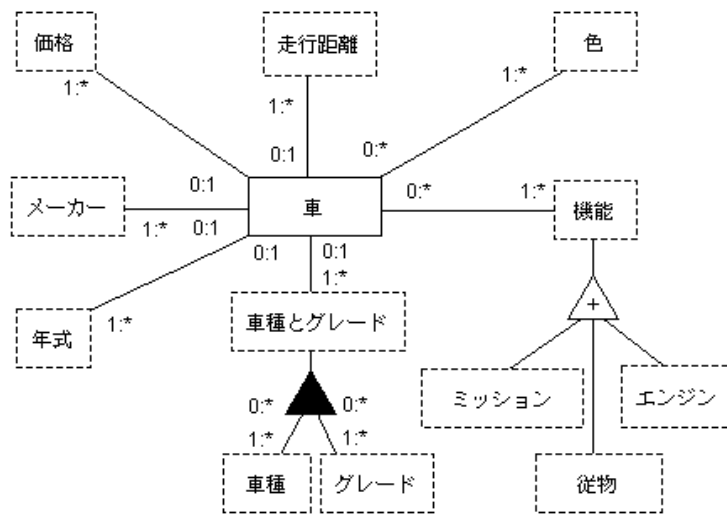 価格
走行距離
色
1:*
1:*
1:*
0:1
0:*
メーカー
0:1
車
0:*
1:*
機能
1:*
0:1
0:1
0:1
1:*
年式
1:*
車種とグレード
+
0:*
0:*
ミッション
エンジン
1:*
1:*
車種
グレード
従物